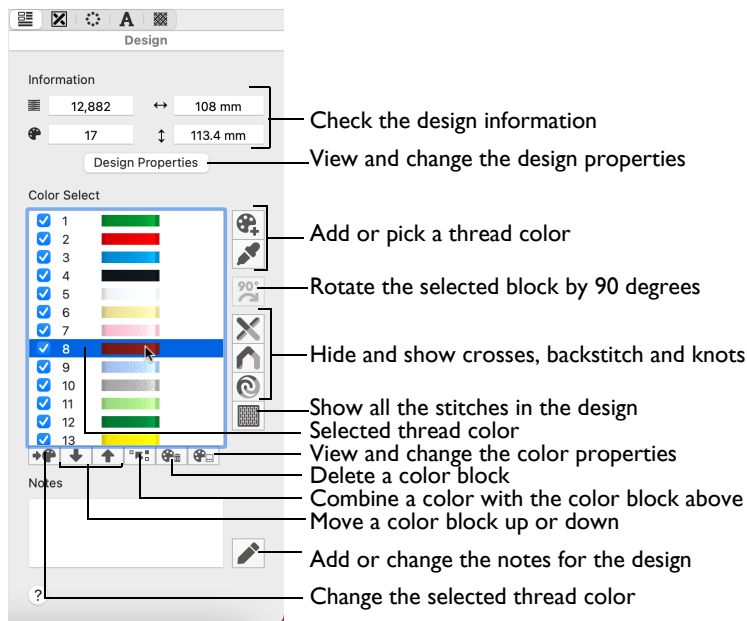 A
Design
Information
12,882
108 mm
17
113.4 mm
Design Properties
Color Select
1
2
3
4
5
6
7
8
9
10
11
12
13
90°
Notes
?
Check the design information
View and change the design properties
Add or pick a thread color
Rotate the selected block by 90 degrees
Hide and show crosses, backstitch and knots
Show all the stitches in the design
Selected thread color
View and change the color properties
Delete a color block
Combine a color with the color block above
Move a color block up or down
Add or change the notes for the design
Change the selected thread color